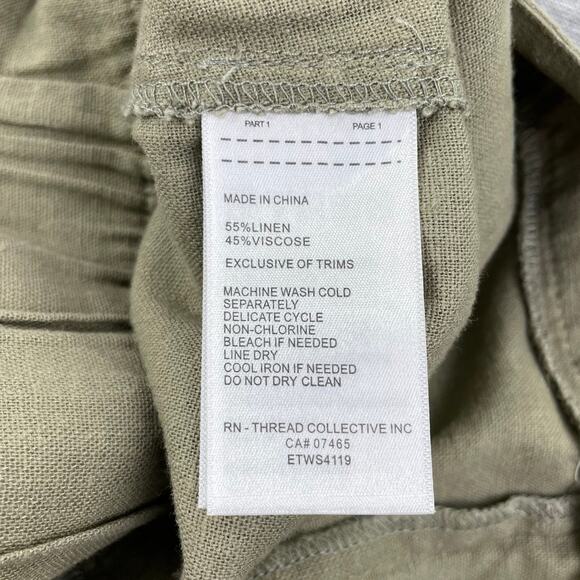 PART 1 PAGE 1
MADE IN CHINA
55%LINEN
45%VISCOSE
EXCLUSIVE OF TRIMS
MACHINE WASH COLD
SEPARATELY
DELICATE CYCLE
NON-CHLORINE
BLEACH IF NEEDED
LINE DRY
COOL IRON IF NEEDED
DO NOT DRY CLEAN
RN - THREAD COLLECTIVE INC
CA# 07465
ETWS4119